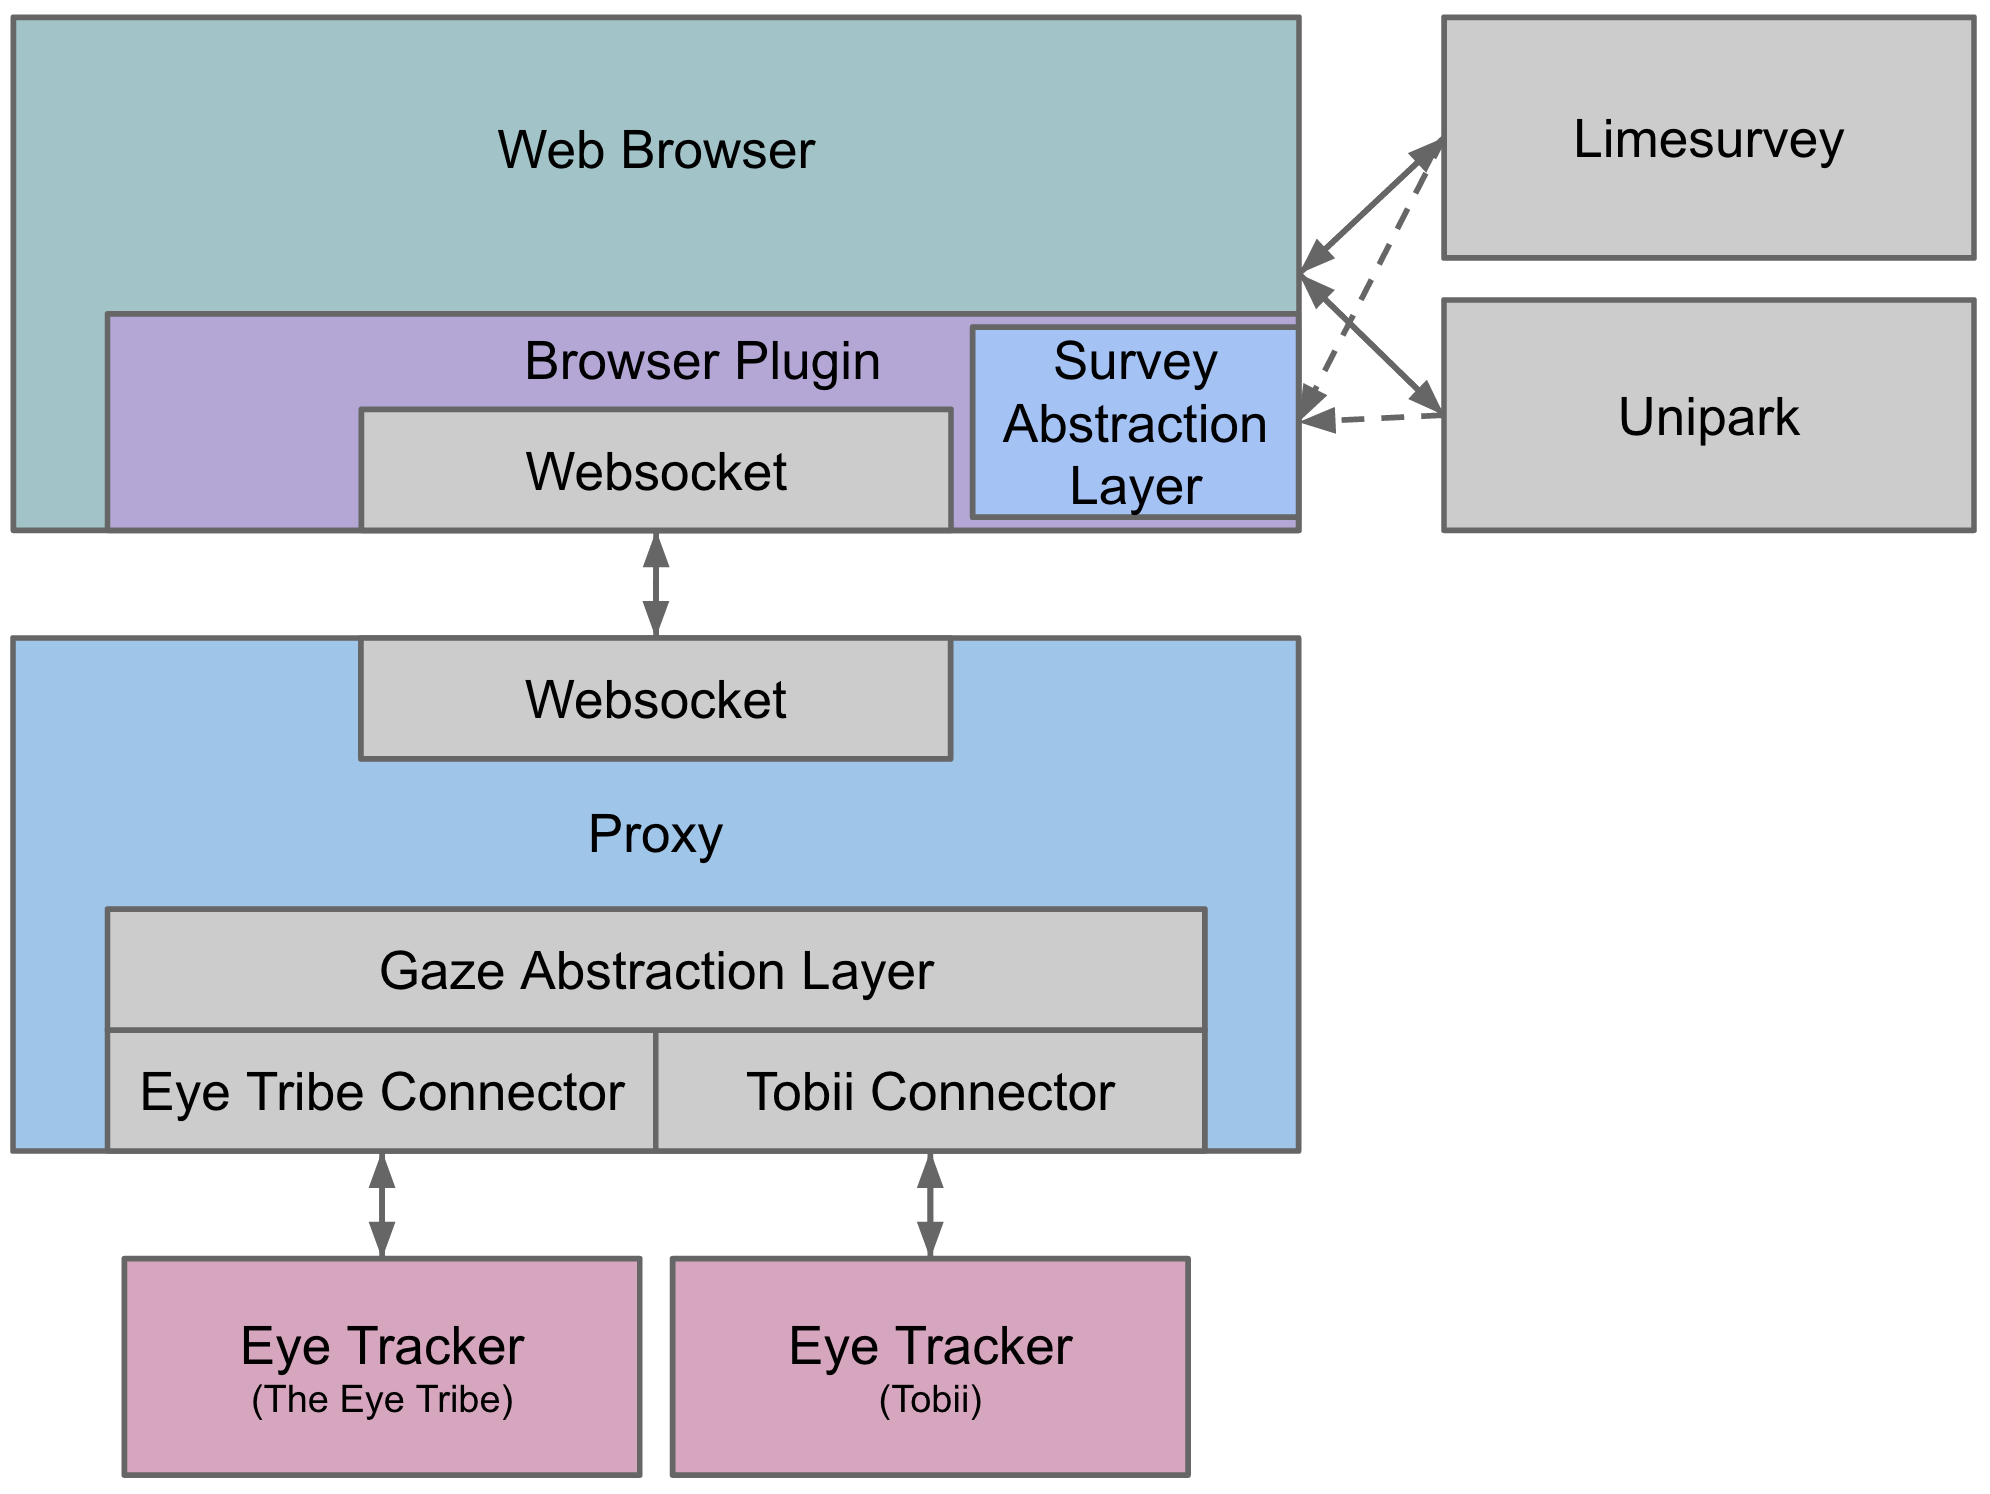 Web Browser
Limesurvey
Browser Plugin
Survey
Abstraction
Layer
Websocket
Unipark
Websocket
Proxy
Gaze Abstraction Layer
Eye Tribe Connector
Tobii Connector
Eye Tracker
(The Eye Tribe)
Eye Tracker
(Tobii)